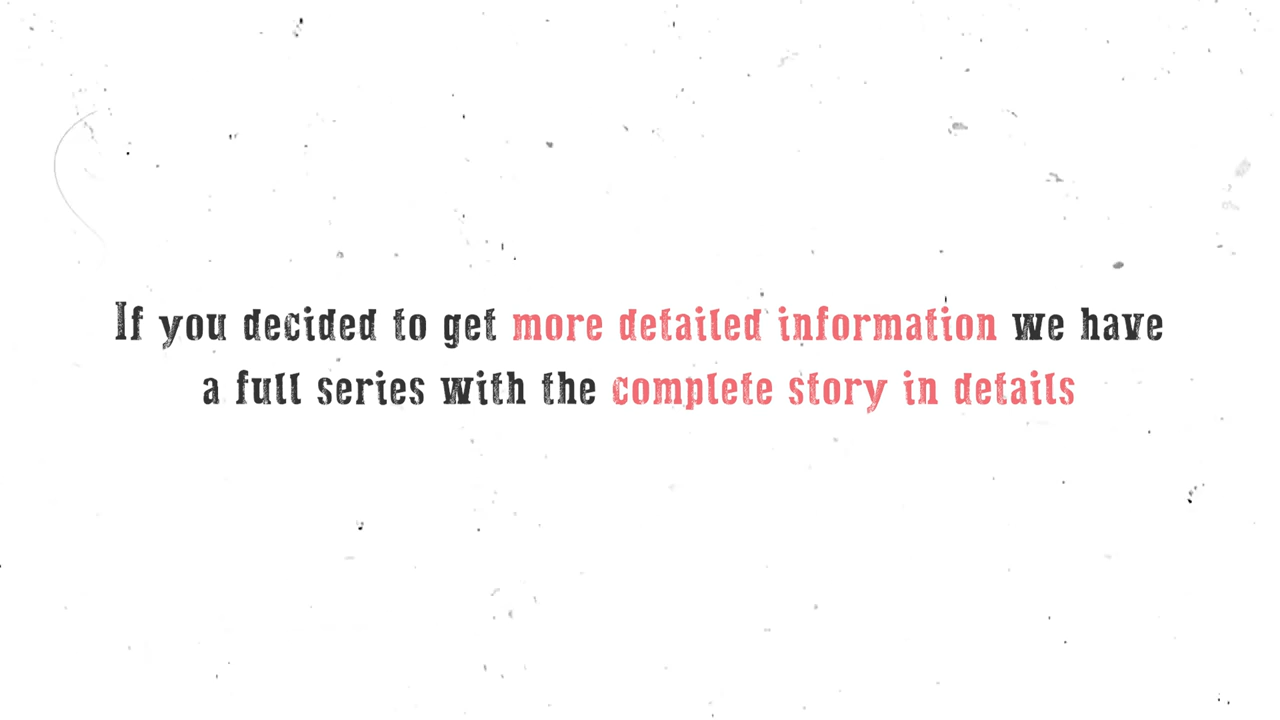 If you decided to get more detailed information we have
a full series with the complete story in details